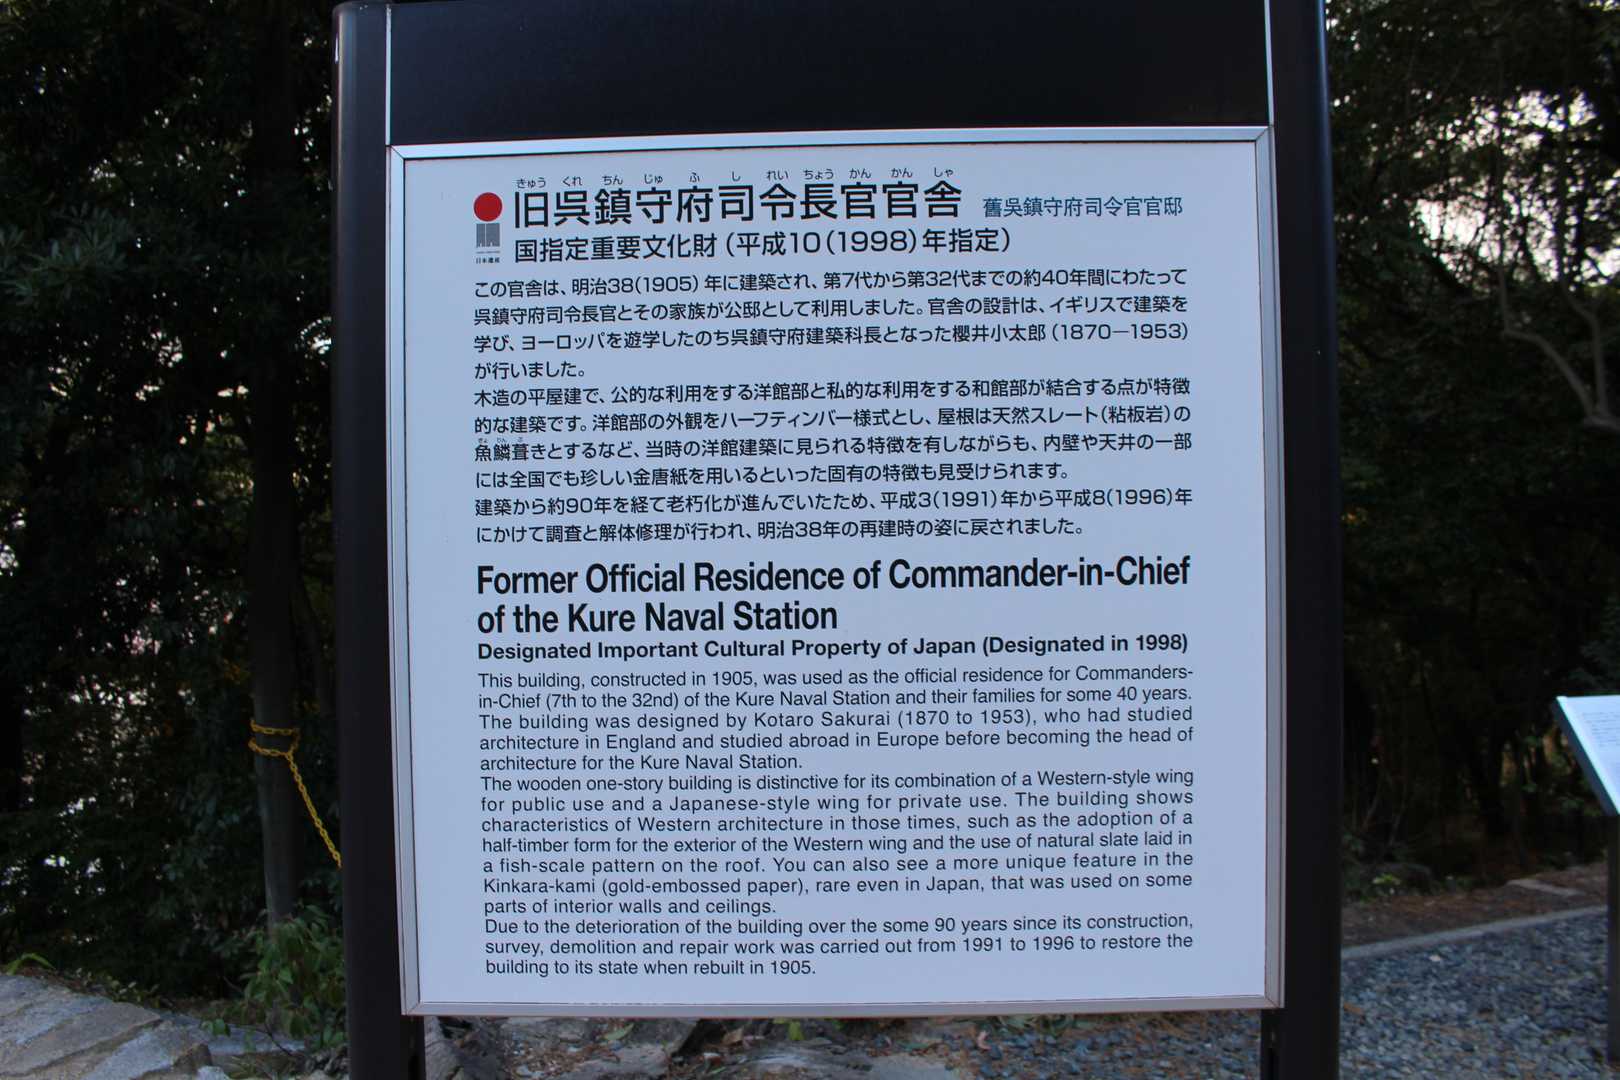 きゅう くれ ちん じゅ ふ し れい ちょう かん かん しゃ
旧呉鎮守府司令長官官舎 舊吳鎮守府司令官官邸
国指定重要文化財(平成10(1998)年指定)
日本遺産
この官舎は、明治38(1905)年に建築され、第7代から第32代までの約40年間にわたって
呉鎮守府司令長官とその家族が公邸として利用しました。官舎の設計は、イギリスで建築を
学び、ヨーロッパを遊学したのち呉鎮守府建築科長となった櫻井小太郎(1870―1953)
が行いました。
木造の平屋建で、公的な利用をする洋館部と私的な利用をする和館部が結合する点が特徴
的な建築です。洋館部の外観をハーフティンバー様式とし、屋根は天然スレート(粘板岩)の
ぎょ りん ぶ
魚鱗葺きとするなど、当時の洋館建築に見られる特徴を有しながらも、内壁や天井の一部
には全国でも珍しい金唐紙を用いるといった固有の特徴も見受けられます。
建築から約90年を経て老朽化が進んでいたため、平成3(1991)年から平成8(1996)年
にかけて調査と解体修理が行われ、明治38年の再建時の姿に戻されました。
Former Official Residence of Commander-in-Chief
of the Kure Naval Station
Designated Important Cultural Property of Japan (Designated in 1998)
This building, constructed in 1905, was used as the official residence for Commanders-
in-Chief (7th to the 32nd) of the Kure Naval Station and their families for some 40 years.
The building was designed by Kotaro Sakurai (1870 to 1953), who had studied
architecture in England and studied abroad in Europe before becoming the head of
architecture for the Kure Naval Station.
The wooden one-story building is distinctive for its combination of a Western-style wing
for public use and a Japanese-style wing for private use. The building shows
characteristics of Western architecture in those times, such as the adoption of a
half-timber form for the exterior of the Western wing and the use of natural slate laid in
a fish-scale pattern on the roof. You can also see a more unique feature in the
Kinkara-kami (gold-embossed paper), rare even in Japan, that was used on some
parts of interior walls and ceilings.
Due to the deterioration of the building over the some 90 years since its construction,
survey, demolition and repair work was carried out from 1991 to 1996 to restore the
building to its state when rebuilt in 1905.